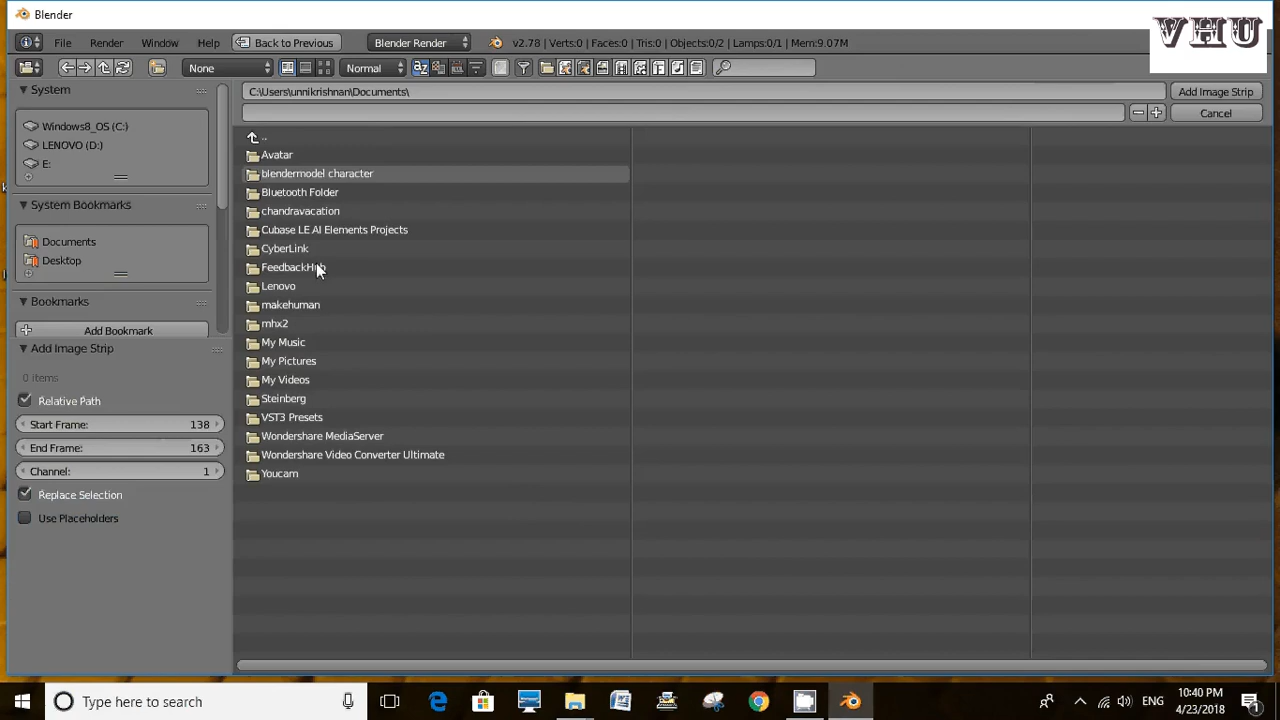 Blender
VHU
File Render Window Help Back to Previous Blender Render v2.78 | Verts:0 | Faces:0 | Tris:0 | Objects:0/2 | Lamps:0/1 | Mem:9.07M
None Normal
System
C:\Users\unnikrishnan\Documents\ Add Image Strip
Cancel
Windows8_OS (C:)
LENOVO (D:)
E:
System Bookmarks
Documents
Desktop
Bookmarks
Add Bookmark
Add Image Strip
0 items
Relative Path
Start Frame: 138
End Frame: 163
Channel: 1
Replace Selection
Use Placeholders
..
Avatar
blendermodel character
Bluetooth Folder
chandravacation
Cubase LE AI Elements Projects
CyberLink
FeedbackHub
Lenovo
makehuman
mhx2
My Music
My Pictures
My Videos
Steinberg
VST3 Presets
Wondershare MediaServer
Wondershare Video Converter Ultimate
Youcam
Type here to search
ENG
10:40 PM
4/23/2018
1